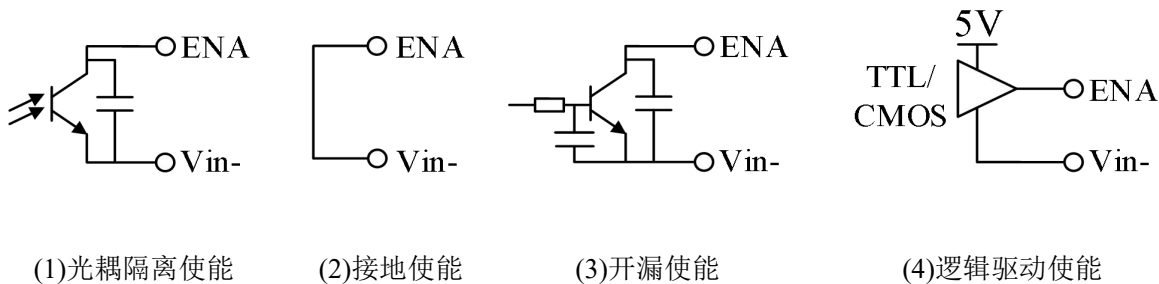 ENA
Vin-
(1)光耦隔离使能
ENA
Vin-
(2)接地使能
ENA
Vin-
(3)开漏使能
5V
TTL/
CMOS
ENA
Vin-
(4)逻辑驱动使能